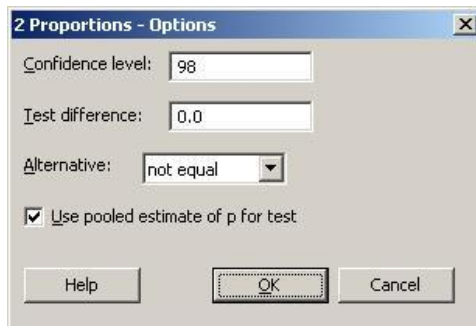 2 Proportions - Options
Confidence level: 98
Test difference: 0.0
Alternative: not equal
Use pooled estimate of p for test
Help OK Cancel